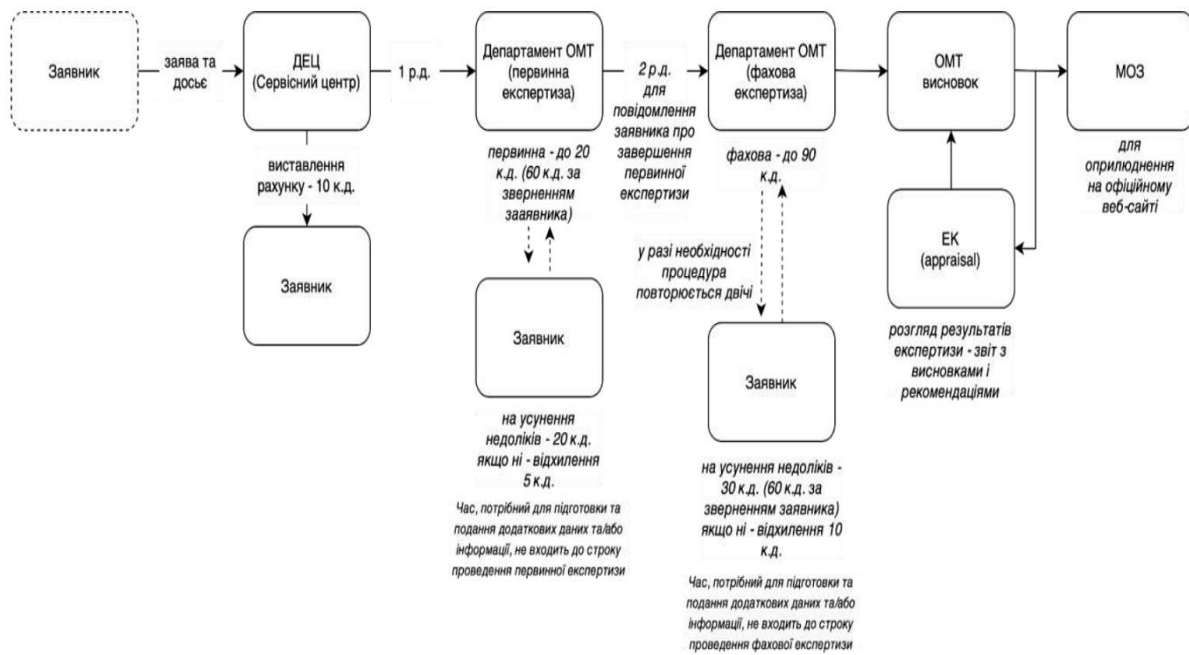 Заявник
заява та
досьє
ДЕЦ
(Сервісний центр)
1 р.д.
Департамент ОМТ
(первинна
експертиза)
2 р.д.
для
повідомлення
заявника про
завершення
первинної
експертизи
Департамент ОМТ
(фахова
експертиза)
ОМТ
висновок
МОЗ
виставлення
рахунку - 10 к.д.
Заявник
первинна - до 20
к.д. (60 к.д. за
зверненням
зааявника)
Заявник
на усунення
недоліків - 20 к.д.
якщо ні - відхилення
5 к.д.
Час, потрібний для підготовки та
подання додаткових даних та/або
інформації, не входить до строку
проведення первинної експертизи
фахова - до 90
к.д.
у разі необхідності
процедура
повторюється двічі
Заявник
на усунення недоліків -
30 к.д. (60 к.д. за
зверненням заявника)
якщо ні - відхилення 10
к.д.
Час, потрібний для підготовки та
подання додаткових даних та/або
інформації, не входить до строку
проведення фахової експертизи
ЕК
(appraisal)
розгляд результатів
експертизи - звіт з
висновками і
рекомендаціями
для
оприлюднення
на офіційному
веб-сайті